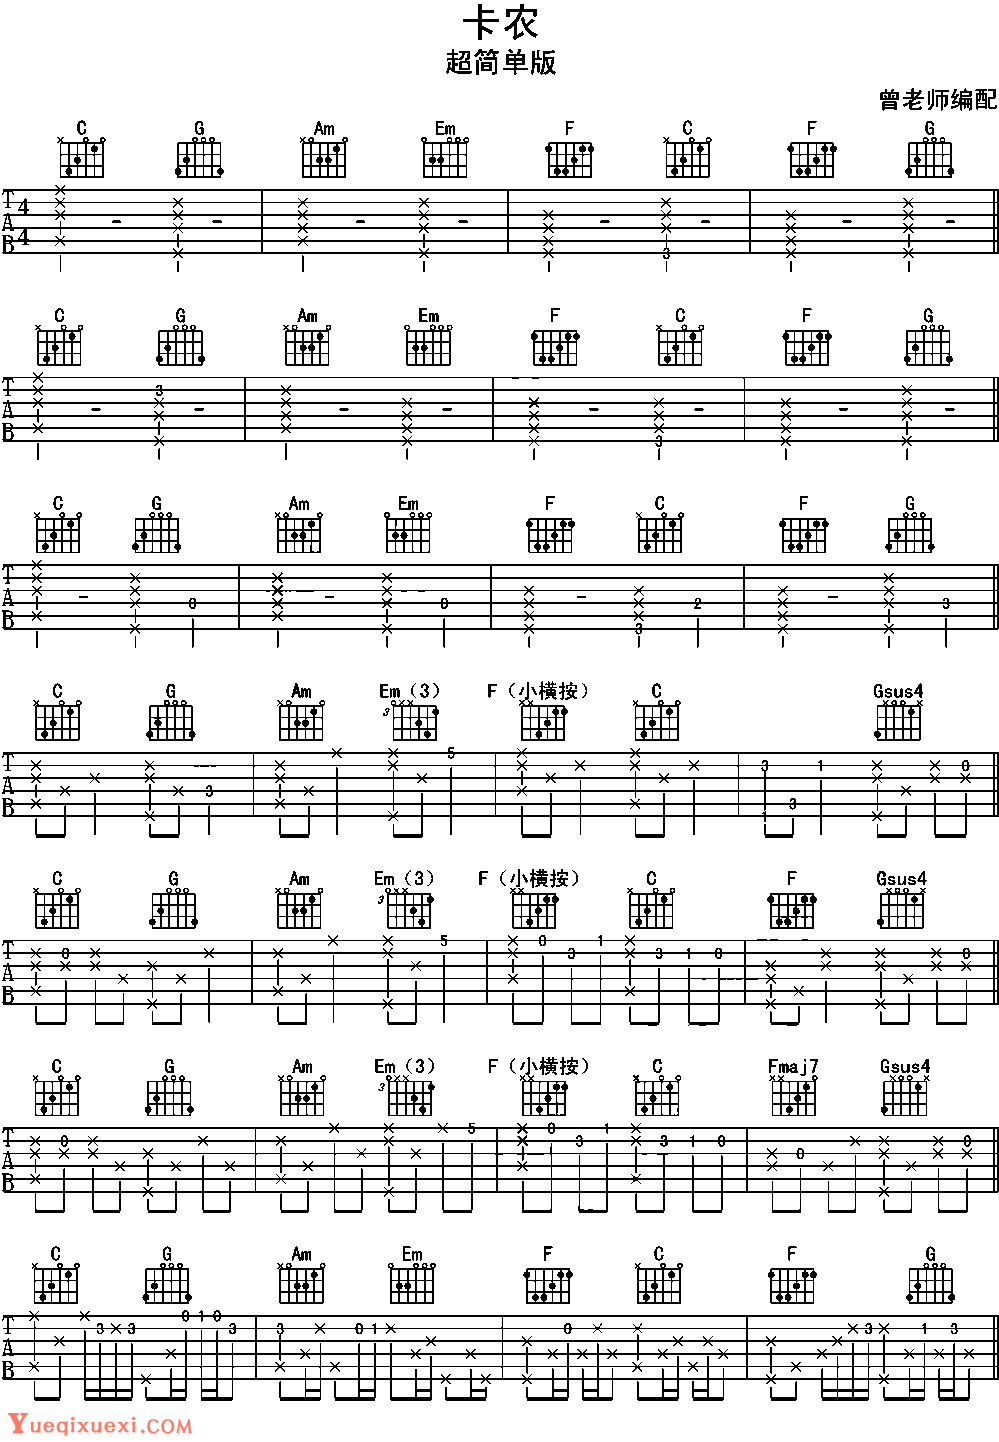 卡农
超简单版
曾老师编配
C G Am Em F C F G
T A B 4 4 3
C G Am Em F C F G
T A B 3 3
C G Am Em F C F G
T A B 0 0 3 2 3
C G Am Em（3） F（小横按） C Gsus4
3
T A B 3 5 3 1 1 3 0
C G Am Em（3） F（小横按） C F Gsus4
3
T A B 0 5 0 3 1 3 1 0 0
C G Am Em（3） F（小横按） C Fmaj7 Gsus4
3
T A B 0 5 0 3 1 3 1 0 0 0
C G Am Em F C F G
T A B 3 3 0 1 0 3 3 0 1 0 3 1 3
Yueqixuexi.COM